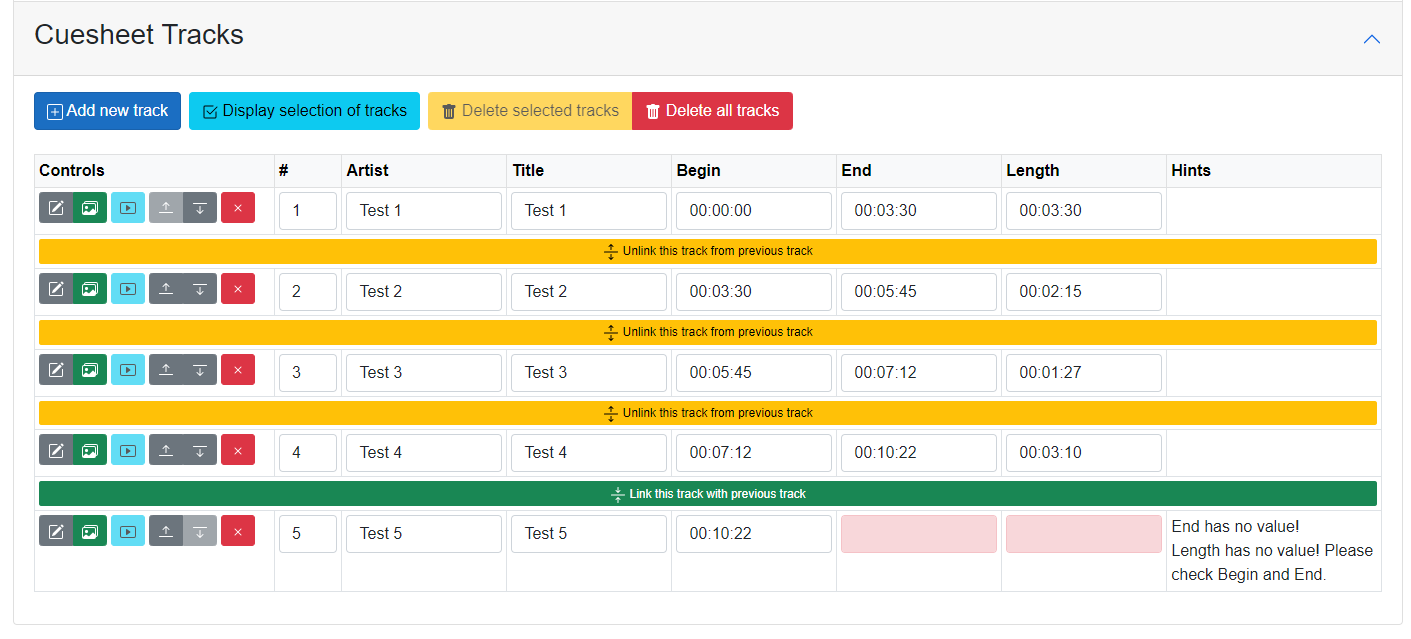 Cuesheet Tracks
Add new track Display selection of tracks Delete selected tracks Delete all tracks
Controls # Artist Title Begin End Length Hints
1 Test 1 Test 1 00:00:00 00:03:30 00:03:30
Unlink this track from previous track
2 Test 2 Test 2 00:03:30 00:05:45 00:02:15
Unlink this track from previous track
3 Test 3 Test 3 00:05:45 00:07:12 00:01:27
Unlink this track from previous track
4 Test 4 Test 4 00:07:12 00:10:22 00:03:10
Link this track with previous track
5 Test 5 Test 5 00:10:22 End has no value!
Length has no value! Please
check Begin and End.